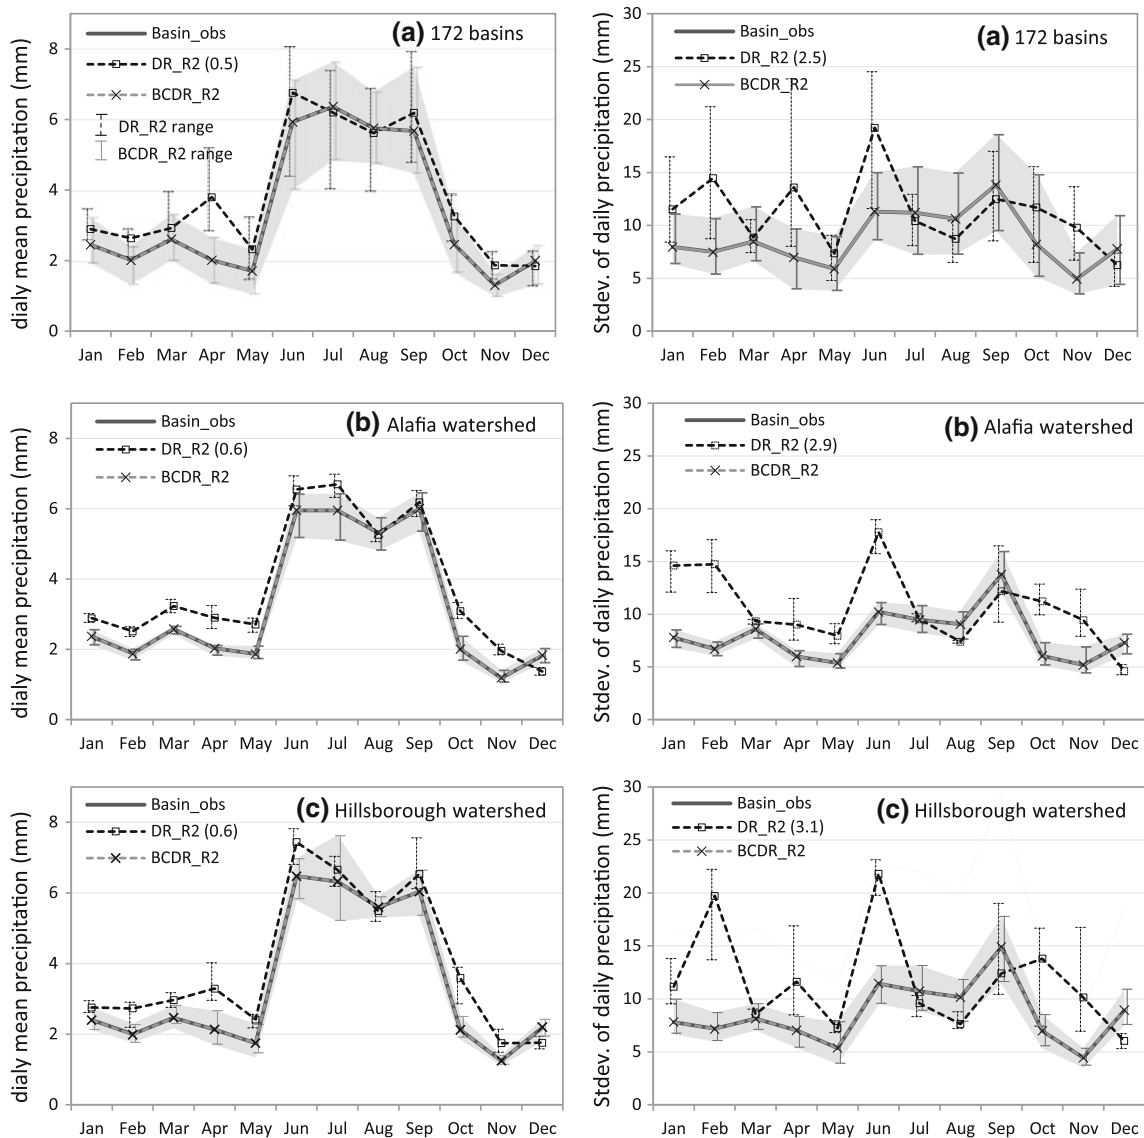 dialy mean precipitation (mm)
8
6
4
2
0
Basin_obs
DR_R2 (0.5)
BCDR_R2
DR_R2 range
BCDR_R2 range
(a) 172 basins
Jan Feb Mar Apr May Jun Jul Aug Sep Oct Nov Dec
Stdev. of daily precipitation (mm)
30
25
20
15
10
5
0
Basin_obs
DR_R2 (2.5)
BCDR_R2
(a) 172 basins
Jan Feb Mar Apr May Jun Jul Aug Sep Oct Nov Dec
dialy mean precipitation (mm)
8
6
4
2
0
Basin_obs
DR_R2 (0.6)
BCDR_R2
(b) Alafia watershed
Jan Feb Mar Apr May Jun Jul Aug Sep Oct Nov Dec
Stdev. of daily precipitation (mm)
30
25
20
15
10
5
0
Basin_obs
DR_R2 (2.9)
BCDR_R2
(b) Alafia watershed
Jan Feb Mar Apr May Jun Jul Aug Sep Oct Nov Dec
dialy mean precipitation (mm)
8
6
4
2
0
Basin_obs
DR_R2 (0.6)
BCDR_R2
(c) Hillsborough watershed
Jan Feb Mar Apr May Jun Jul Aug Sep Oct Nov Dec
Stdev. of daily precipitation (mm)
30
25
20
15
10
5
0
Basin_obs
DR_R2 (3.1)
BCDR_R2
(c) Hillsborough watershed
Jan Feb Mar Apr May Jun Jul Aug Sep Oct Nov Dec